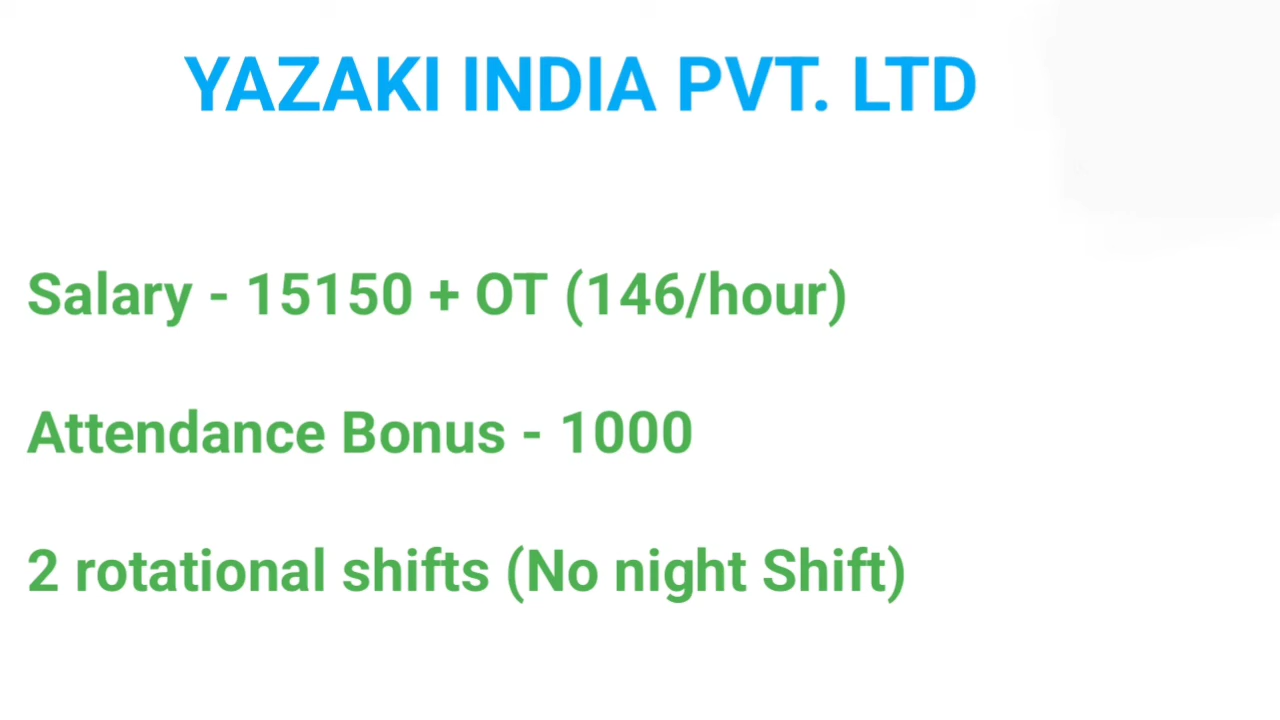 YAZAKI INDIA PVT. LTD
Salary - 15150 + OT (146/hour)
Attendance Bonus - 1000
2 rotational shifts (No night Shift)